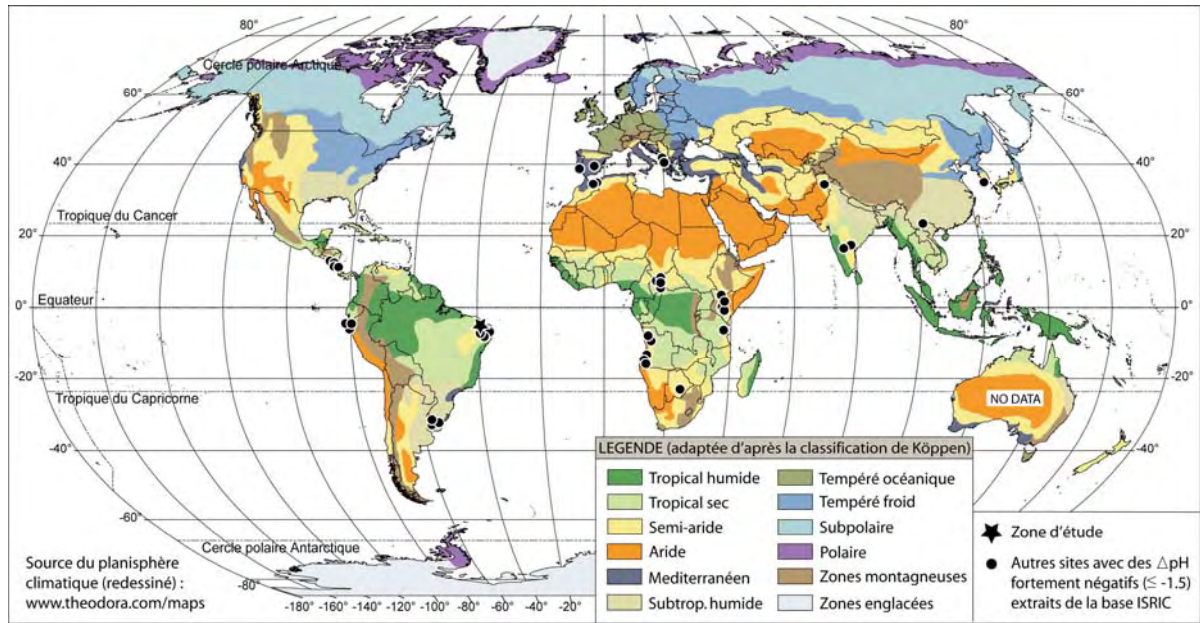 80°
80°
Cercle polaire Arctique
60°
60°
40°
40°
Tropique du Cancer
20°
20°
Equateur
0°
0°
-20°
-20°
Tropique du Capricorne
NO DATA
-40°
-40°
-60°
Cercle polaire Antarctique
-80°
-180° -160° -140° -120° -100° -80° -60° -40° -20° 0° 20°
Source du planisphère
climatique (redessiné) :
www.theodora.com/maps
LEGENDE (adaptée d'après la classification de Köppen)
Tropical humide
Tropical sec
Semi-aride
Aride
Mediterranéen
Subtrop. humide
Tempéré océanique
Tempéré froid
Subpolaire
Polaire
Zones montagneuses
Zones englacées
Zone d'étude
Autres sites avec des △pH
fortement négatifs (≤ -1.5)
extraits de la base ISRIC